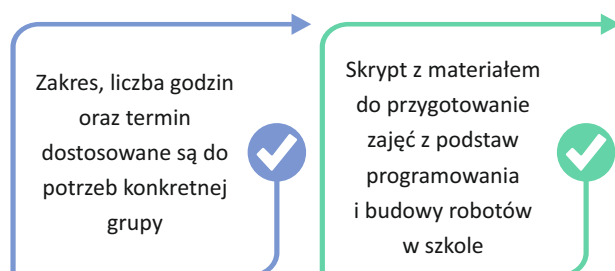 Zakres, liczba godzin
oraz termin
dostosowane są do
potrzeb konkretnej
grupy
Skrypt z materiałem
do przygotowanie
zajęć z podstaw
programowania
i budowy robotów
w szkole